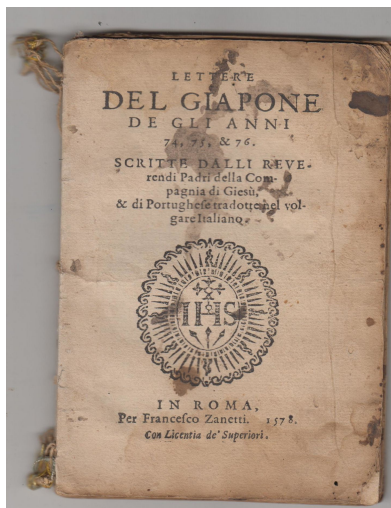 LETTERE
DEL GIAPONE
DE GLI ANNI
74, 75, & 76.
SCRITTE DALLI REVE-
rendi Padri della Com-
pagnia di Giesù,
& di Portughese tradotte nel vol-
gare Italiano.
IHS
IN ROMA,
Per Francesco Zanetti. 1578.
Con Licentia de' Superiori.